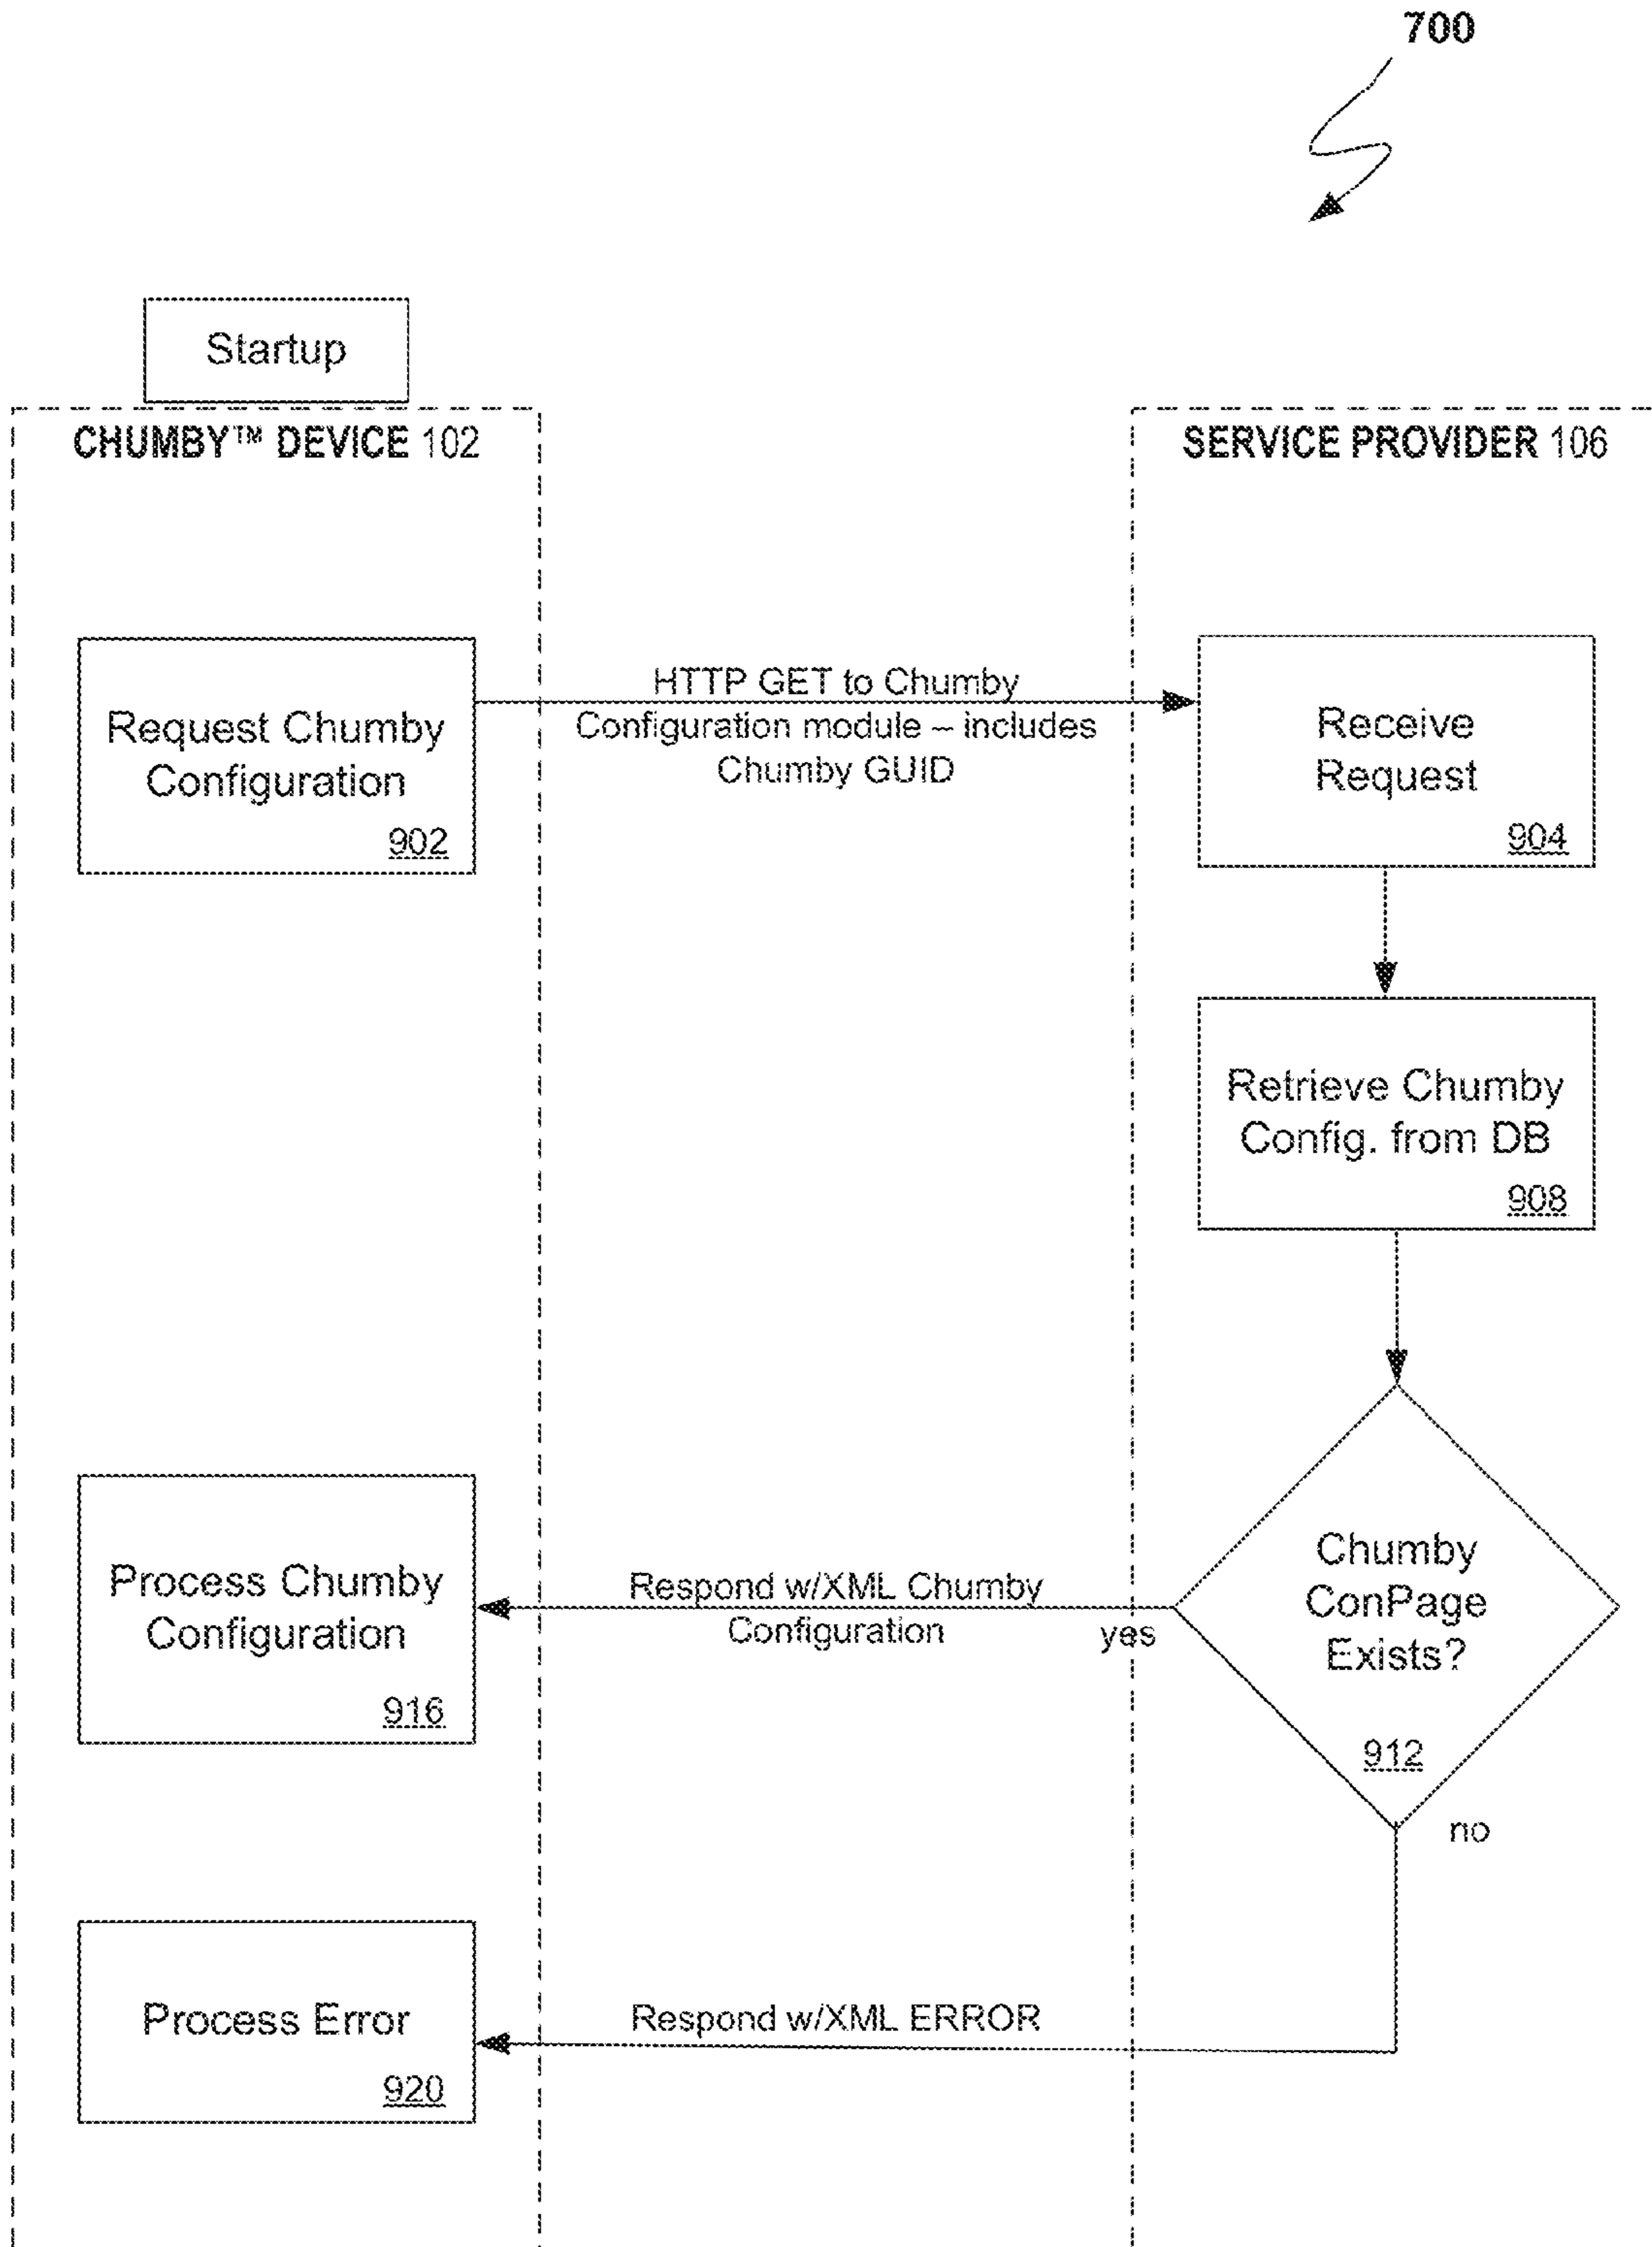 700
Startup
CHUMBY™ DEVICE 102
SERVICE PROVIDER 106
Request Chumby
Configuration
902
HTTP GET to Chumby
Configuration module – includes
Chumby GUID
Receive
Request
904
Retrieve Chumby
Config. from DB
908
Chumby
ConPage
Exists?
912
yes
no
Respond w/XML Chumby
Configuration
Process Chumby
Configuration
916
Respond w/XML ERROR
Process Error
920